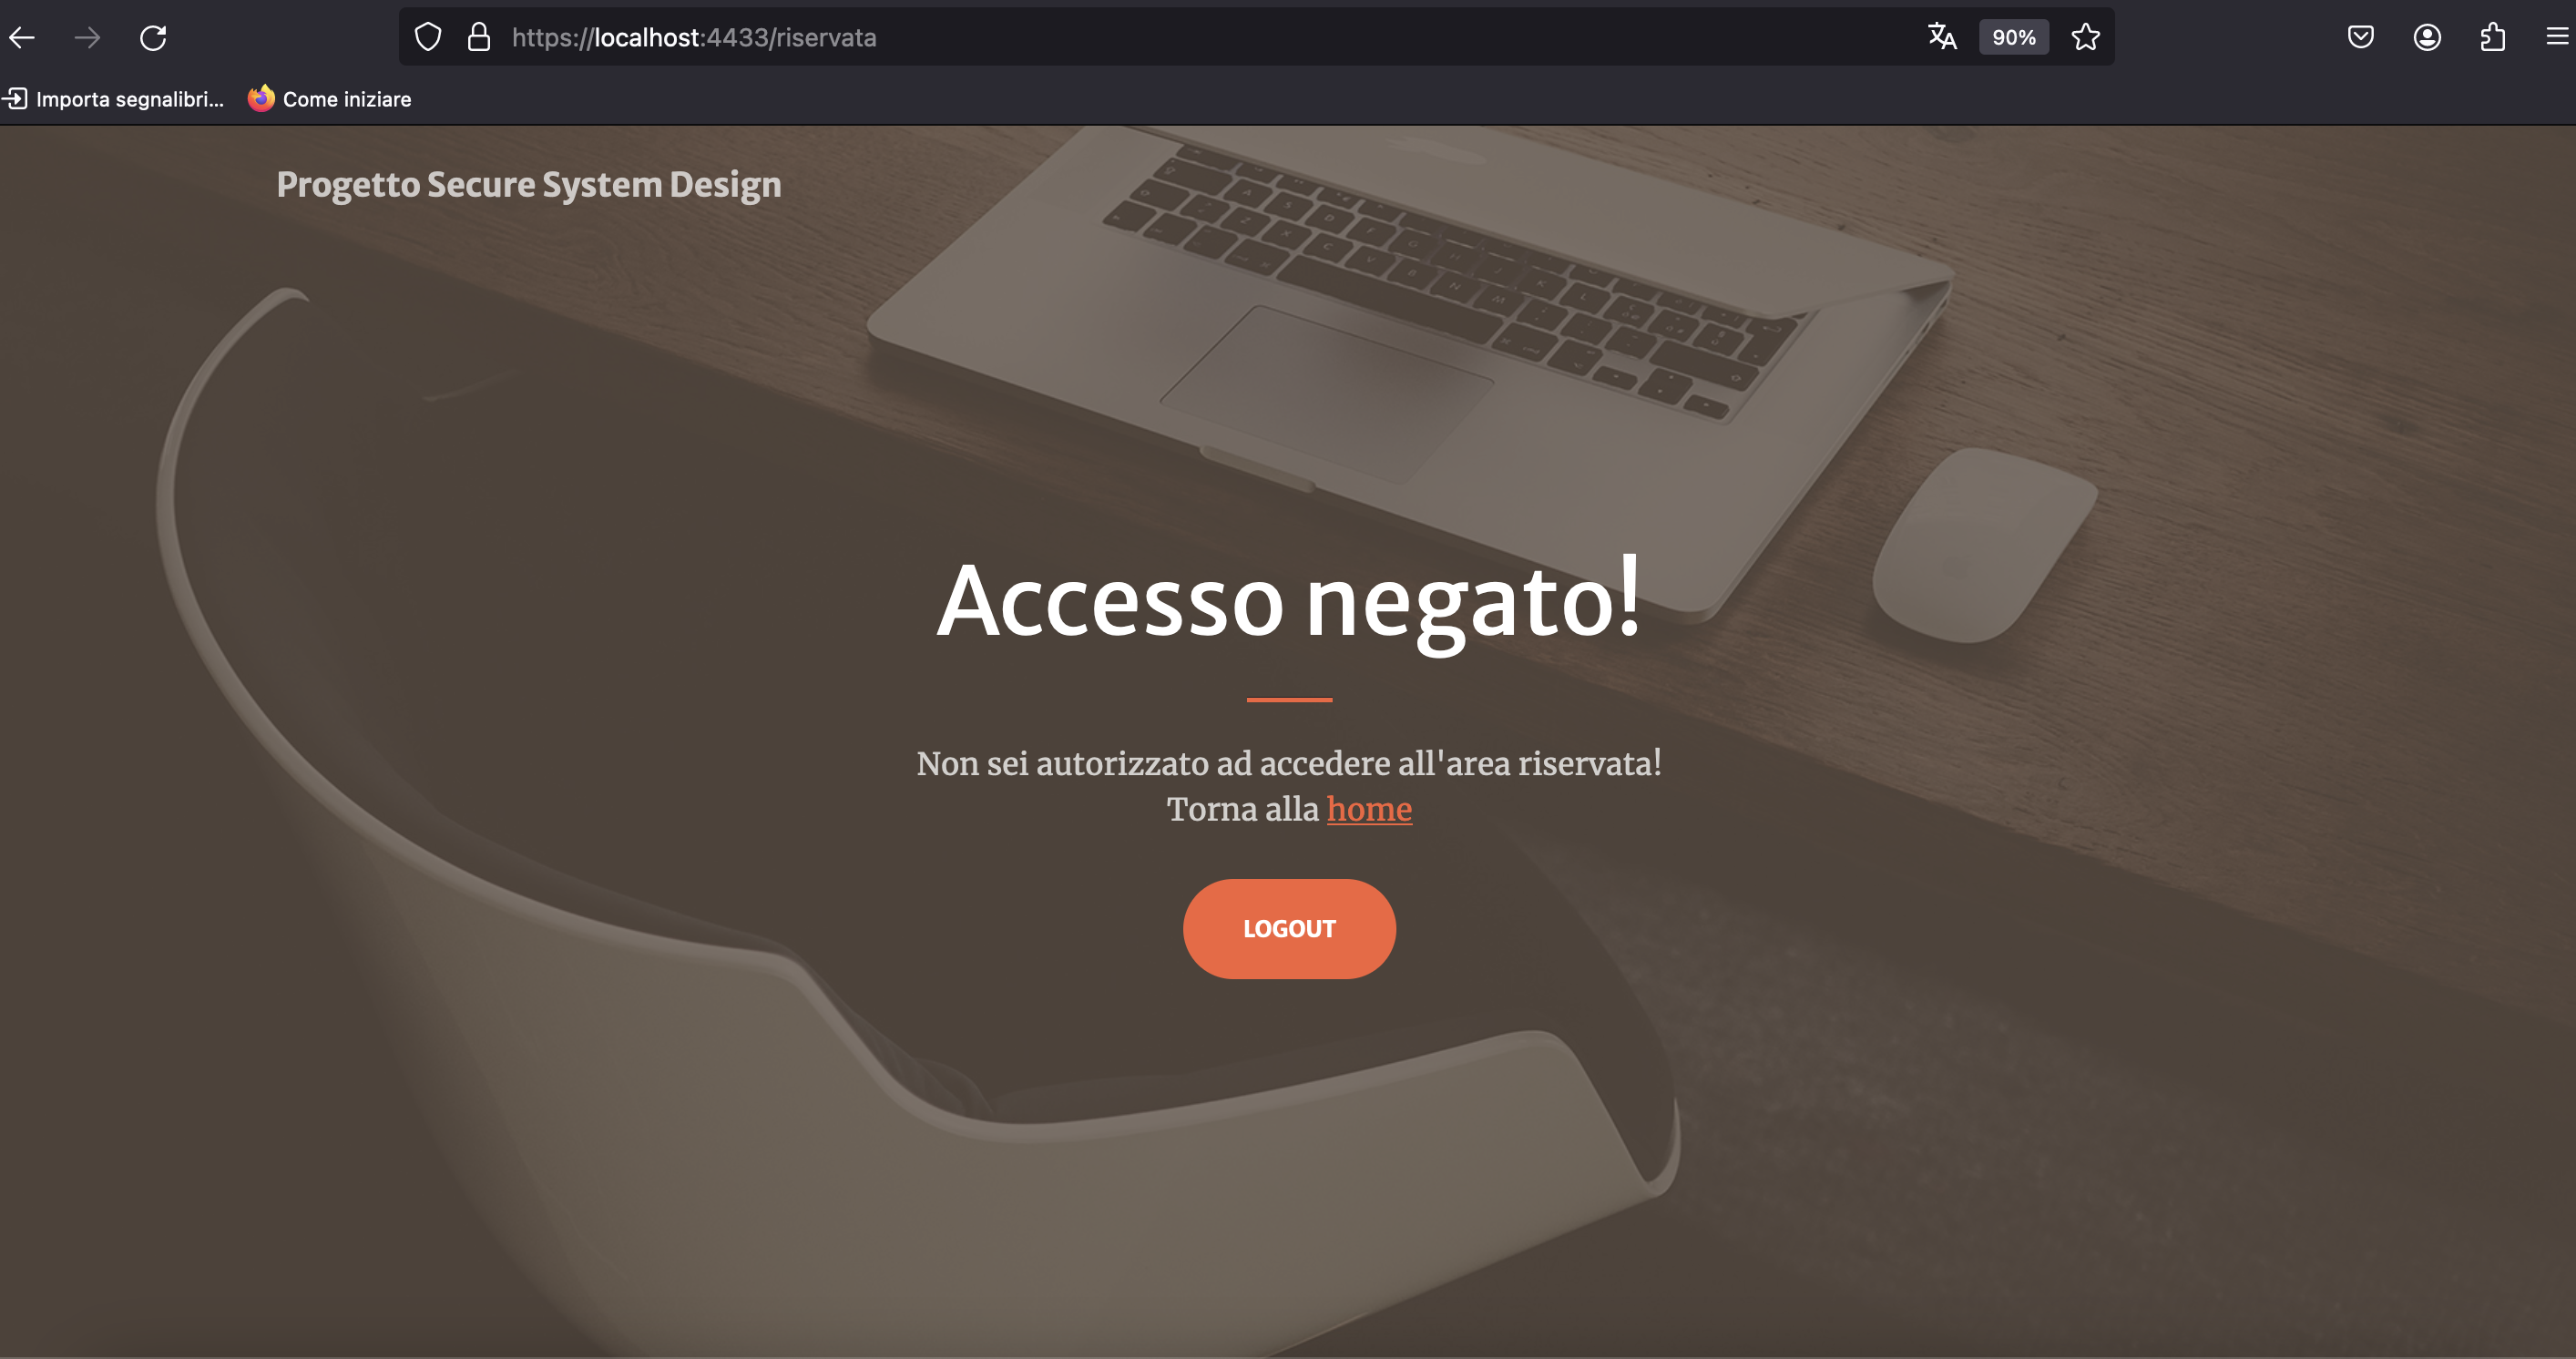 https://localhost:4433/riservata
90%
Importa segnalibri...
Come iniziare
Progetto Secure System Design
Accesso negato!
Non sei autorizzato ad accedere all'area riservata!
Torna alla home
LOGOUT